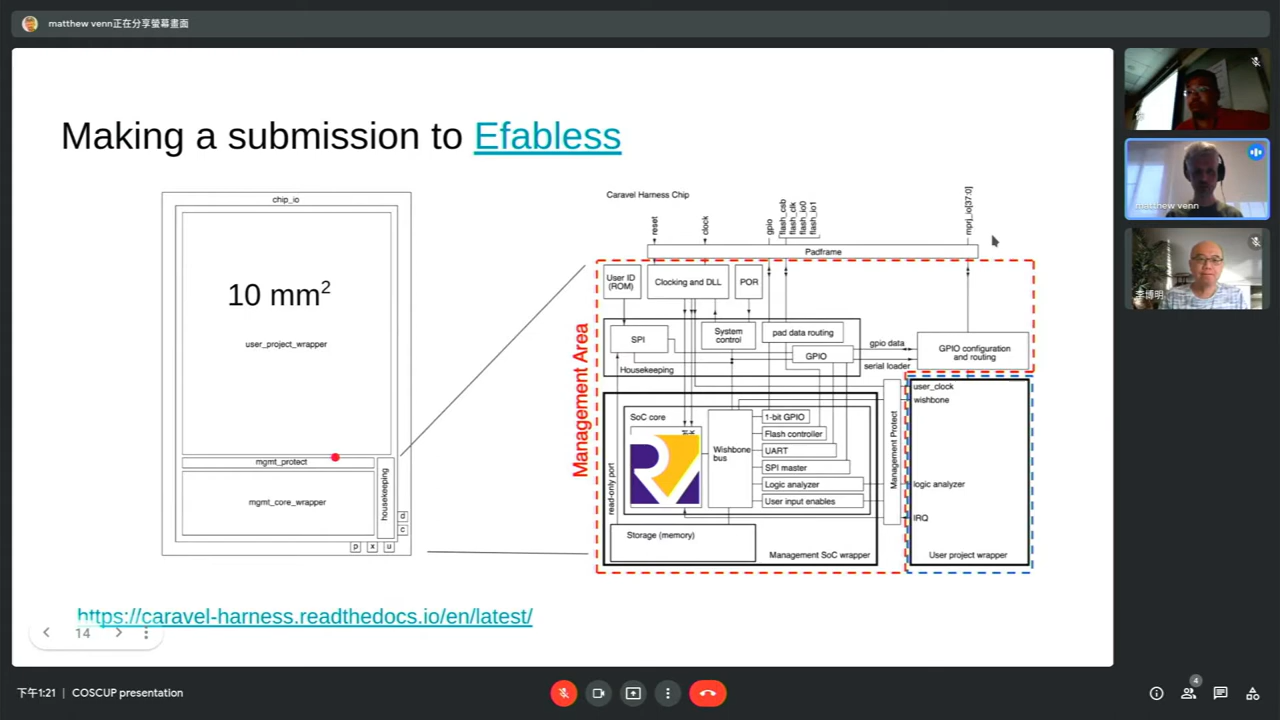 matthew venn正在分享螢幕畫面
Making a submission to Efabless
chip_io
10 mm²
user_project_wrapper
mgmt_protect
mgmt_core_wrapper
housekeeping
d
c
p x u
Caravel Harness Chip
reset
clock
gpio
flash_csb
flash_clk
flash_io0
flash_io1
mprj_io[37:0]
Padframe
Management Area
User ID
(ROM)
Clocking and DLL
POR
SPI
System
control
pad data routing
GPIO
Housekeeping
gpio data
serial loader
GPIO configuration
and routing
read-only port
SoC core
Wishbone
bus
1-bit GPIO
Flash controller
UART
SPI master
Logic analyzer
User input enables
Storage (memory)
Management SoC wrapper
Management Protect
user_clock
wishbone
logic analyzer
IRQ
User project wrapper
https://caravel-harness.readthedocs.io/en/latest/
14
matthew venn
李博明
下午1:21 | COSCUP presentation
4